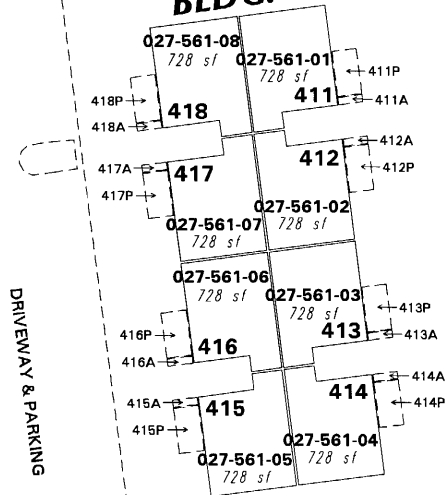 BLDG.
027-561-08
728 sf
027-561-01
728 sf
418P
411P
418
411
418A
411A
412A
417A
417
412
412P
417P
027-561-07
728 sf
027-561-02
728 sf
027-561-06
728 sf
027-561-03
728 sf
413P
416P
413
413A
416
416A
414A
415A
415
414
414P
415P
027-561-04
728 sf
027-561-05
728 sf
DRIVEWAY & PARKING